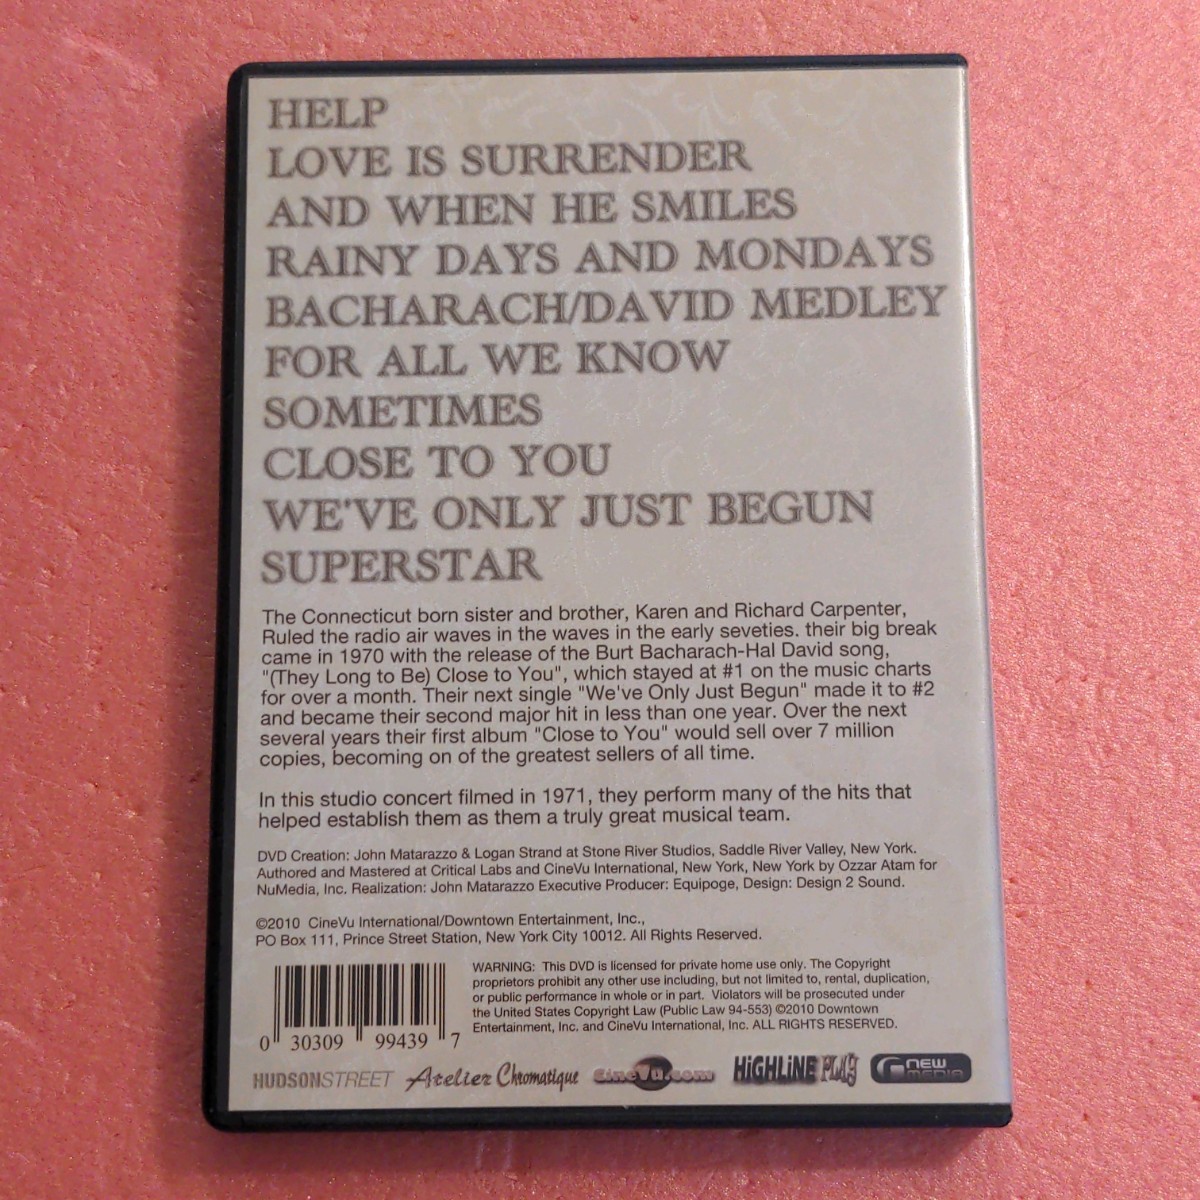 HELP
LOVE IS SURRENDER
AND WHEN HE SMILES
RAINY DAYS AND MONDAYS
BACHARACH/DAVID MEDLEY
FOR ALL WE KNOW
SOMETIMES
CLOSE TO YOU
WE'VE ONLY JUST BEGUN
SUPERSTAR
The Connecticut born sister and brother, Karen and Richard Carpenter,
Ruled the radio air waves in the waves in the early seveties. their big break
came in 1970 with the release of the Burt Bacharach-Hal David song,
"(They Long to Be) Close to You", which stayed at #1 on the music charts
for over a month. Their next single "We've Only Just Begun" made it to #2
and became their second major hit in less than one year. Over the next
several years their first album "Close to You" would sell over 7 million
copies, becoming on of the greatest sellers of all time.
In this studio concert filmed in 1971, they perform many of the hits that
helped establish them as them a truly great musical team.
DVD Creation: John Matarazzo & Logan Strand at Stone River Studios, Saddle River Valley, New York.
Authored and Mastered at Critical Labs and CineVu International, New York, New York by Ozzar Atam for
NuMedia, Inc. Realization: John Matarazzo Executive Producer: Equipoge, Design: Design 2 Sound.
©2010 CineVu International/Downtown Entertainment, Inc.,
PO Box 111, Prince Street Station, New York City 10012. All Rights Reserved.
WARNING: This DVD is licensed for private home use only. The Copyright
proprietors prohibit any other use including, but not limited to, rental, duplication,
or public performance in whole or in part. Violators will be prosecuted under
the United States Copyright Law (Public Law 94-553) ©2010 Downtown
Entertainment, Inc. and CineVu International, Inc. ALL RIGHTS RESERVED.
0 30309 99439 7
HUDSONSTREET Atelier Chromatique CineVu.com HiGHLiNE PLAY NEW MEDIA